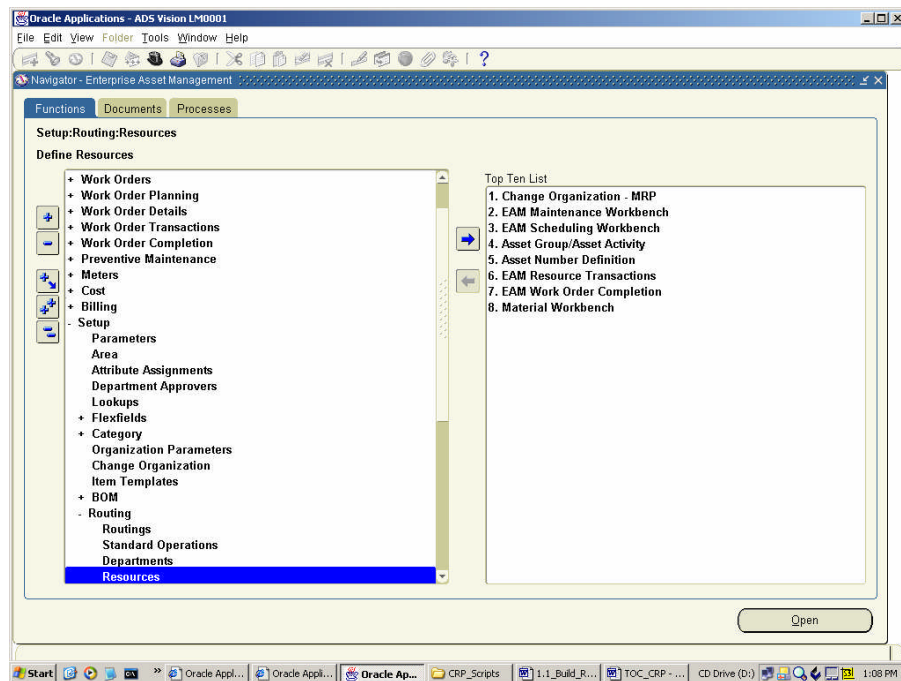 Oracle Applications - ADS Vision LM0001
File Edit View Folder Tools Window Help
Navigator - Enterprise Asset Management
Functions Documents Processes
Setup:Routing:Resources
Define Resources
+ Work Orders
+ Work Order Planning
+ Work Order Details
+ Work Order Transactions
+ Work Order Completion
+ Preventive Maintenance
+ Meters
+ Cost
+ Billing
- Setup
Parameters
Area
Attribute Assignments
Department Approvers
Lookups
+ Flexfields
+ Category
Organization Parameters
Change Organization
Item Templates
+ BOM
- Routing
Routings
Standard Operations
Departments
Resources
Top Ten List
1. Change Organization - MRP
2. EAM Maintenance Workbench
3. EAM Scheduling Workbench
4. Asset Group/Asset Activity
5. Asset Number Definition
6. EAM Resource Transactions
7. EAM Work Order Completion
8. Material Workbench
Open
Start » Oracle Appl... Oracle Appli... Oracle Ap... CRP_Scripts 1.1_Build_R... TOC_CRP - ... CD Drive (D:) 1:08 PM